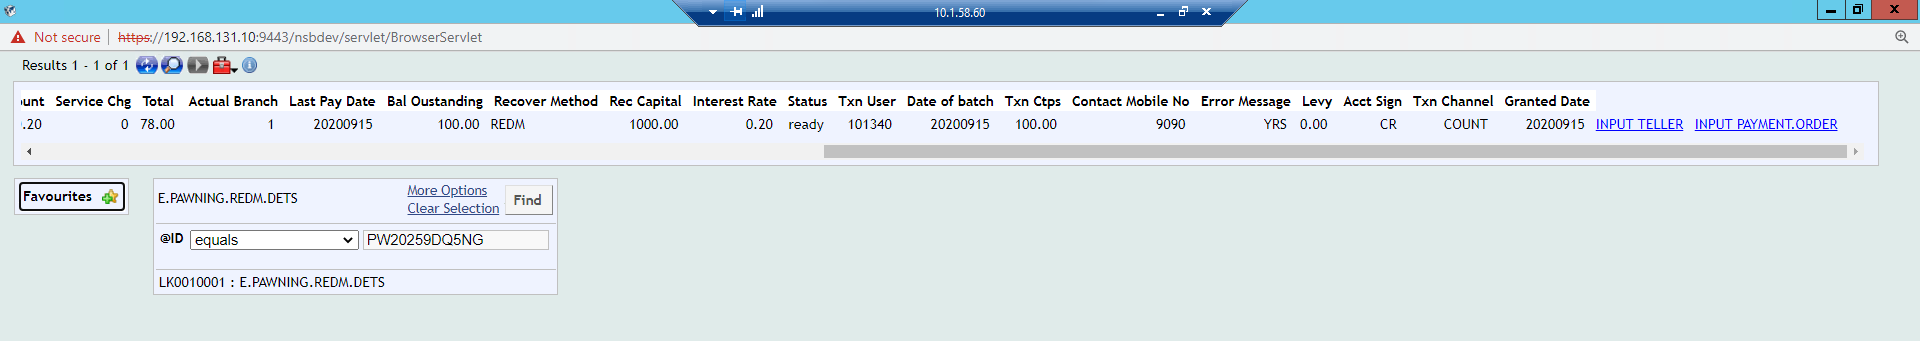 10.1.58.60
Not secure https://192.168.131.10:9443/nsbdev/servlet/BrowserServlet
Results 1 - 1 of 1
ount Service Chg Total Actual Branch Last Pay Date Bal Oustanding Recover Method Rec Capital Interest Rate Status Txn User Date of batch Txn Ctps Contact Mobile No Error Message Levy Acct Sign Txn Channel Granted Date
.20 0 78.00 1 20200915 100.00 REDM 1000.00 0.20 ready 101340 20200915 100.00 9090 YRS 0.00 CR COUNT 20200915 INPUT TELLER INPUT PAYMENT.ORDER
Favourites
E.PAWNING.REDM.DETS
More Options
Clear Selection
Find
@ID equals PW20259DQ5NG
LK0010001 : E.PAWNING.REDM.DETS